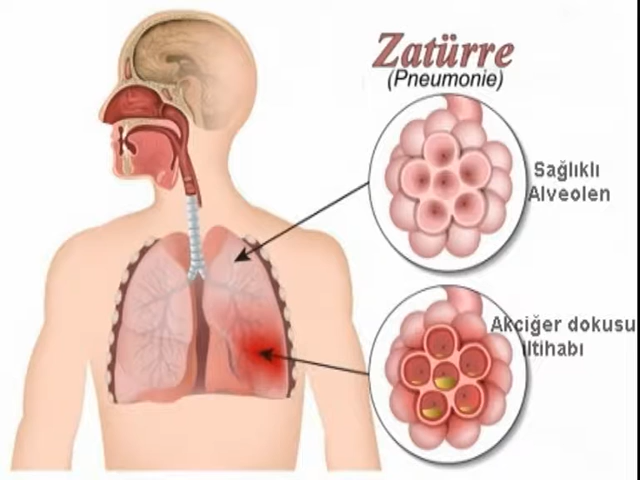 Zatürre
(Pneumonie)
Sağlıklı
Alveolen
Akciğer dokusu
iltihabı